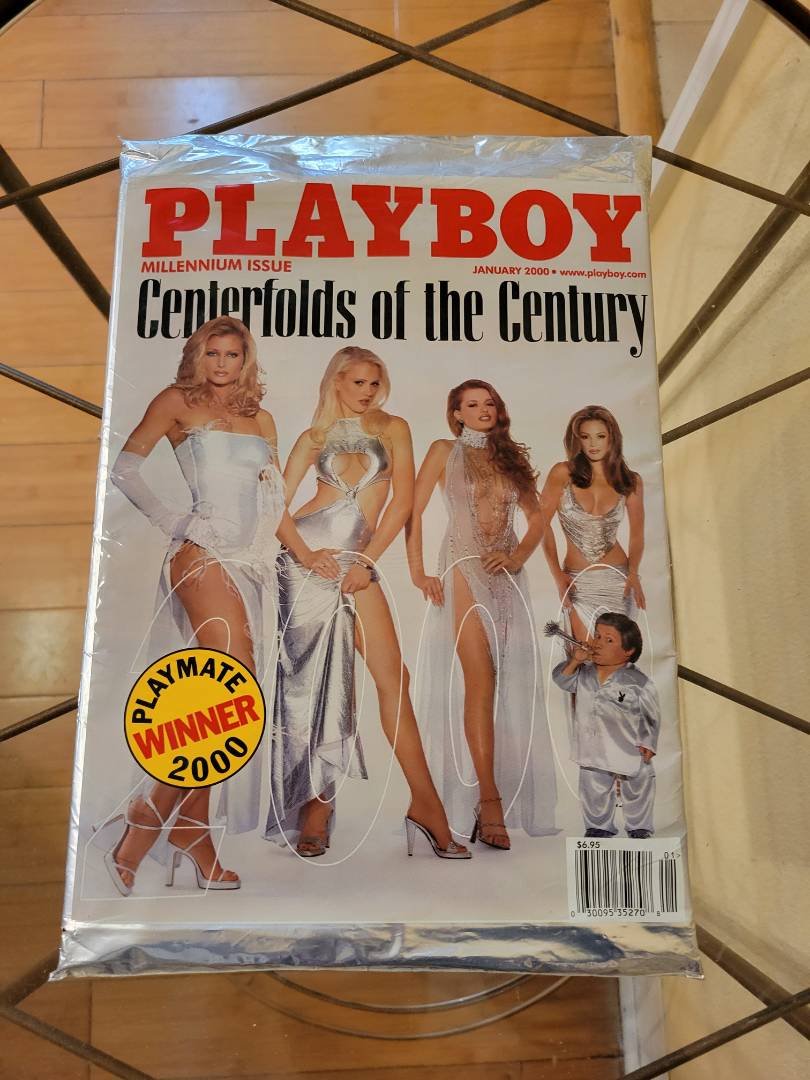 PLAYBOY
MILLENNIUM ISSUE
JANUARY 2000 • www.playboy.com
Centerfolds of the Century
2000
PLAYMATE
WINNER
2000
$6.95
01>
0 30095 35270 8